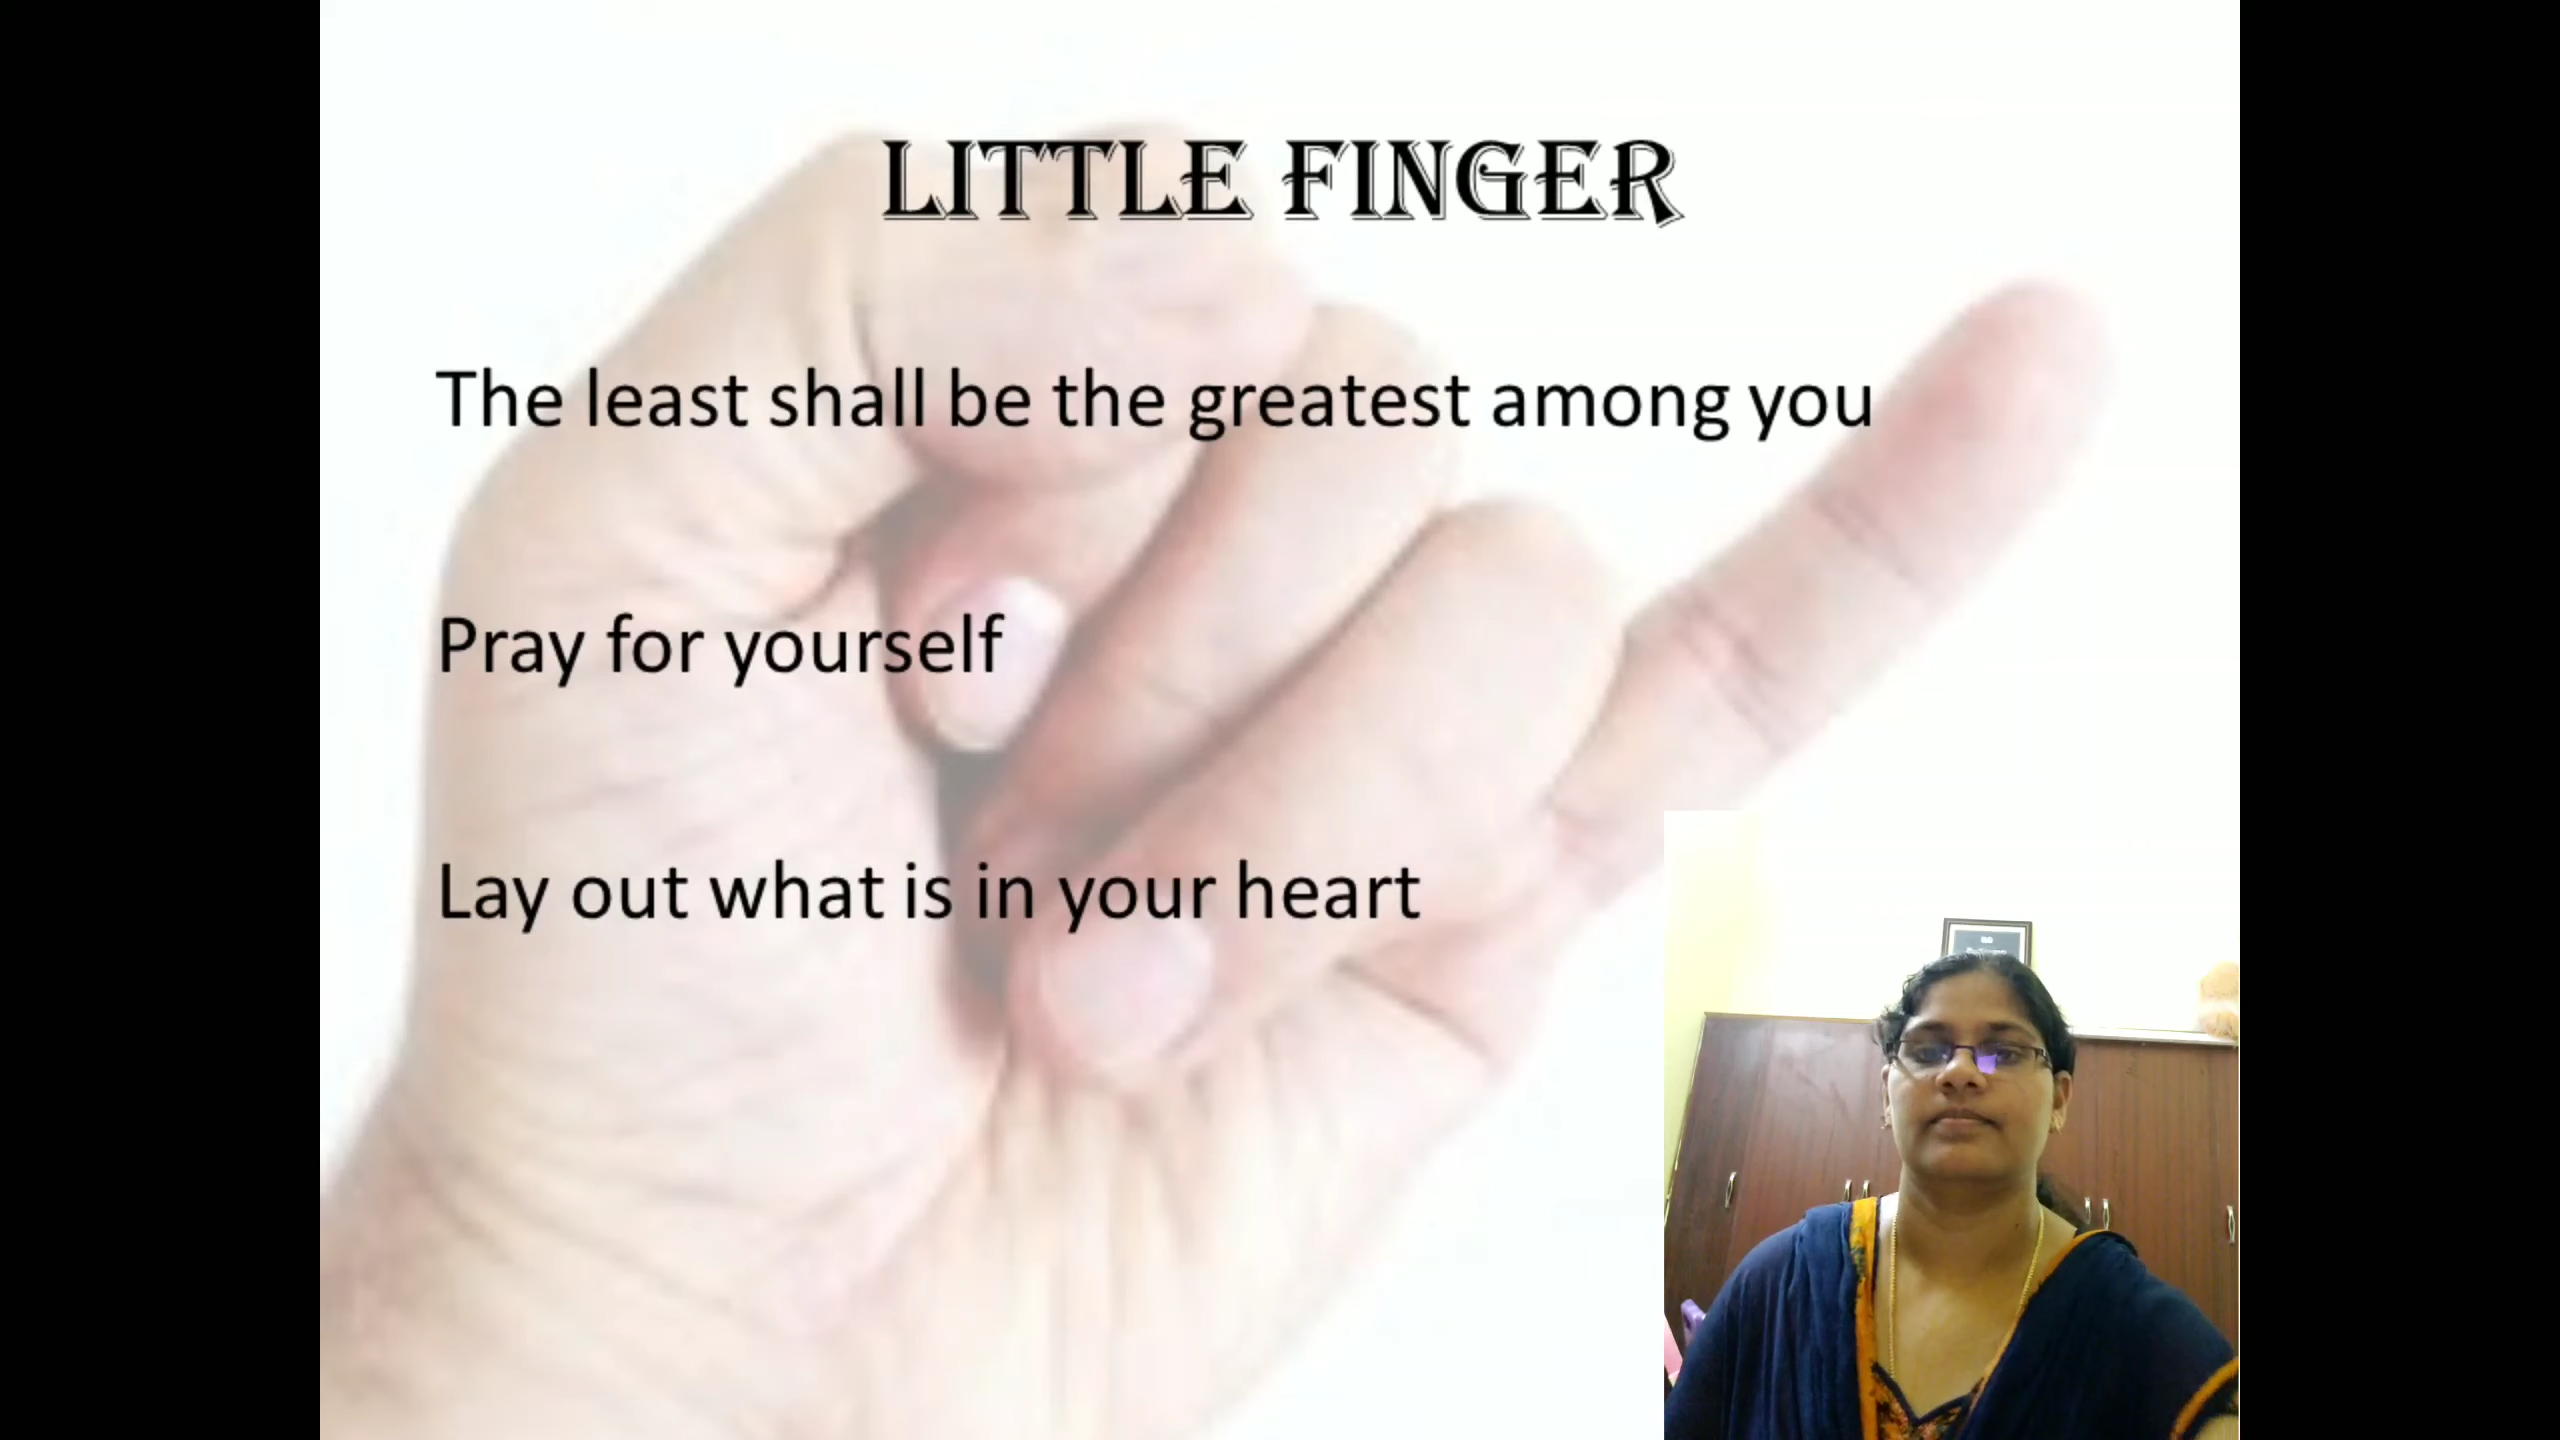 LITTLE FINGER
The least shall be the greatest among you
Pray for yourself
Lay out what is in your heart